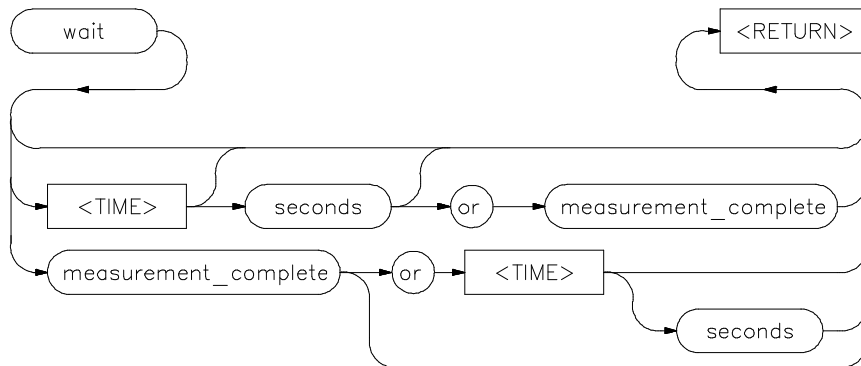 wait
<RETURN>
<TIME>
seconds
or
measurement_complete
measurement_complete
or
<TIME>
seconds